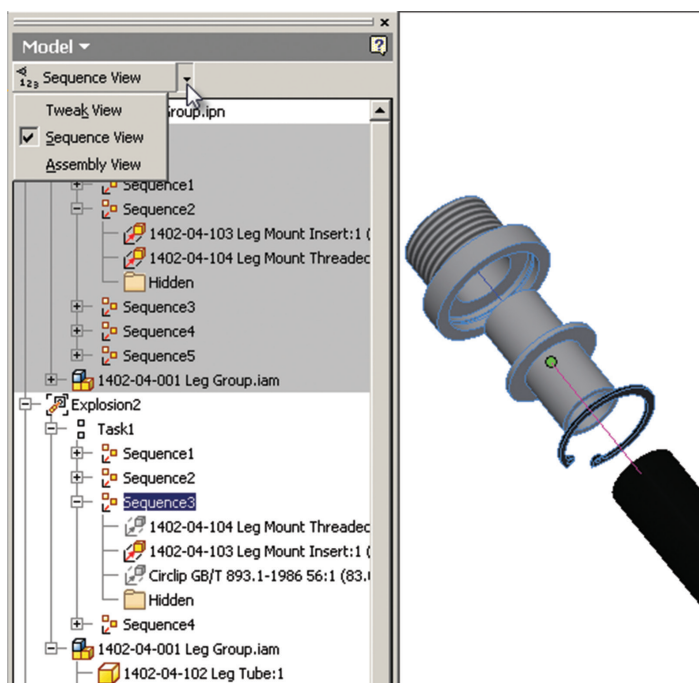 Model
123 Sequence View
Tweak View
Group.ipn
Sequence View
Assembly View
Sequence1
Sequence2
1402-04-103 Leg Mount Insert:1 (
1402-04-104 Leg Mount Threaded
Hidden
Sequence3
Sequence4
Sequence5
1402-04-001 Leg Group.iam
Explosion2
Task1
Sequence1
Sequence2
Sequence3
1402-04-104 Leg Mount Threaded
1402-04-103 Leg Mount Insert:1 (
Circlip GB/T 893.1-1986 56:1 (83.
Hidden
Sequence4
1402-04-001 Leg Group.iam
1402-04-102 Leg Tube:1